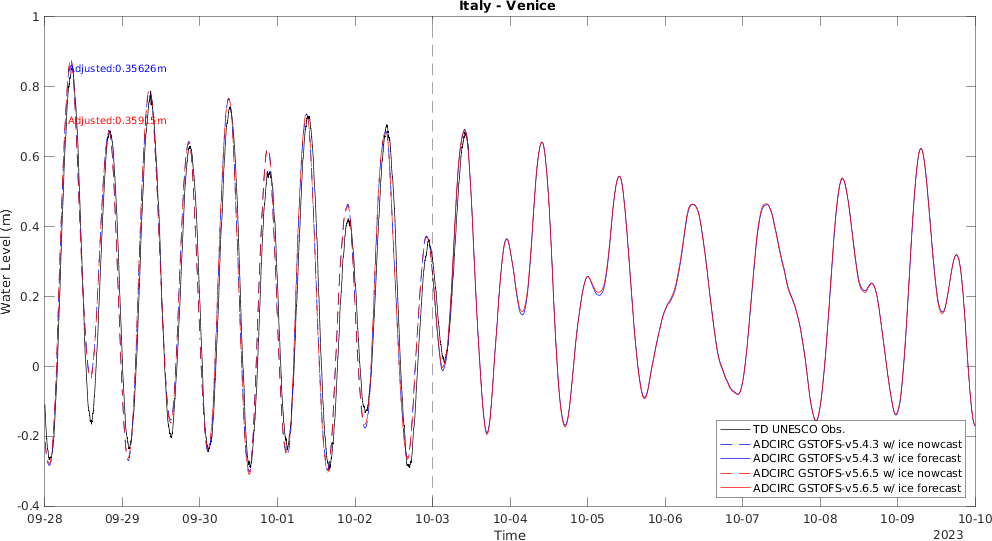 Italy - Venice
1
0.8
0.6
0.4
0.2
0
-0.2
-0.4
Water Level (m)
Adjusted:0.35626m
Adjusted:0.35915m
TD UNESCO Obs.
ADCIRC GSTOFS-v5.4.3 w/ ice nowcast
ADCIRC GSTOFS-v5.4.3 w/ ice forecast
ADCIRC GSTOFS-v5.6.5 w/ ice nowcast
ADCIRC GSTOFS-v5.6.5 w/ ice forecast
09-28 09-29 09-30 10-01 10-02 10-03 10-04 10-05 10-06 10-07 10-08 10-09 10-10
Time
2023